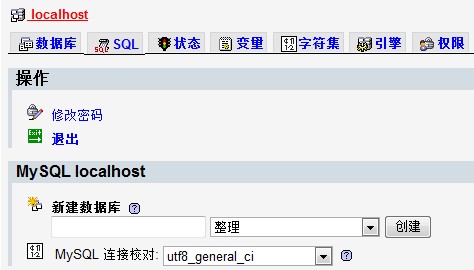 localhost
数据库 SQL 状态 变量 字符集 引擎 权限
操作
修改密码
Exit 退出
MySQL localhost
新建数据库
整理 创建
MySQL 连接校对: utf8_general_ci